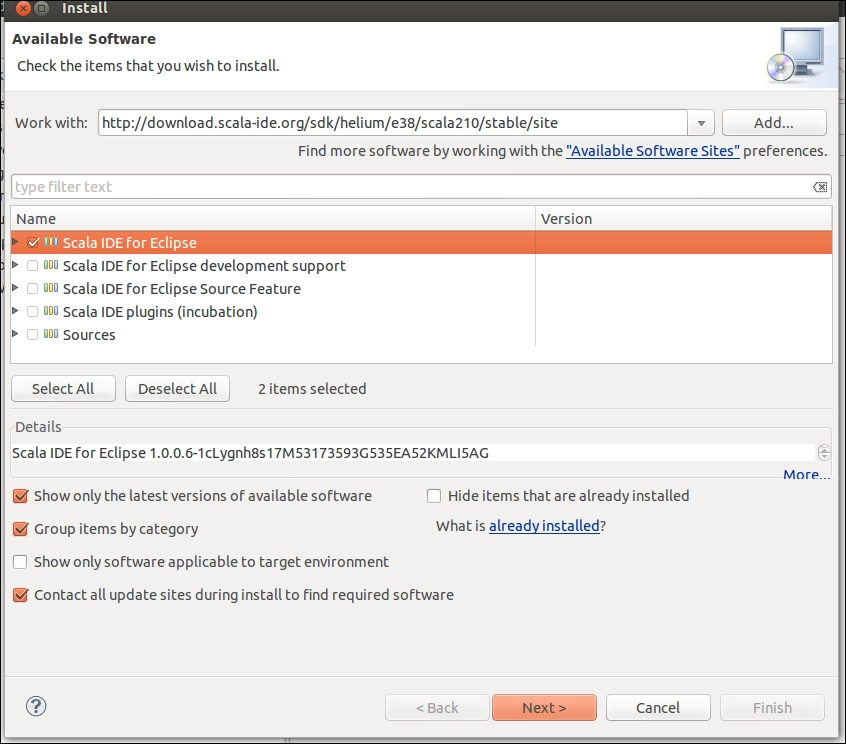 Install
Available Software
Check the items that you wish to install.
Work with: http://download.scala-ide.org/sdk/helium/e38/scala210/stable/site Add...
Find more software by working with the "Available Software Sites" preferences.
type filter text
Name Version
Scala IDE for Eclipse
Scala IDE for Eclipse development support
Scala IDE for Eclipse Source Feature
Scala IDE plugins (incubation)
Sources
Select All Deselect All 2 items selected
Details
Scala IDE for Eclipse 1.0.0.6-1cLygnh8s17M53173593G535EA52KMLI5AG
More...
Show only the latest versions of available software Hide items that are already installed
Group items by category What is already installed?
Show only software applicable to target environment
Contact all update sites during install to find required software
? < Back Next > Cancel Finish